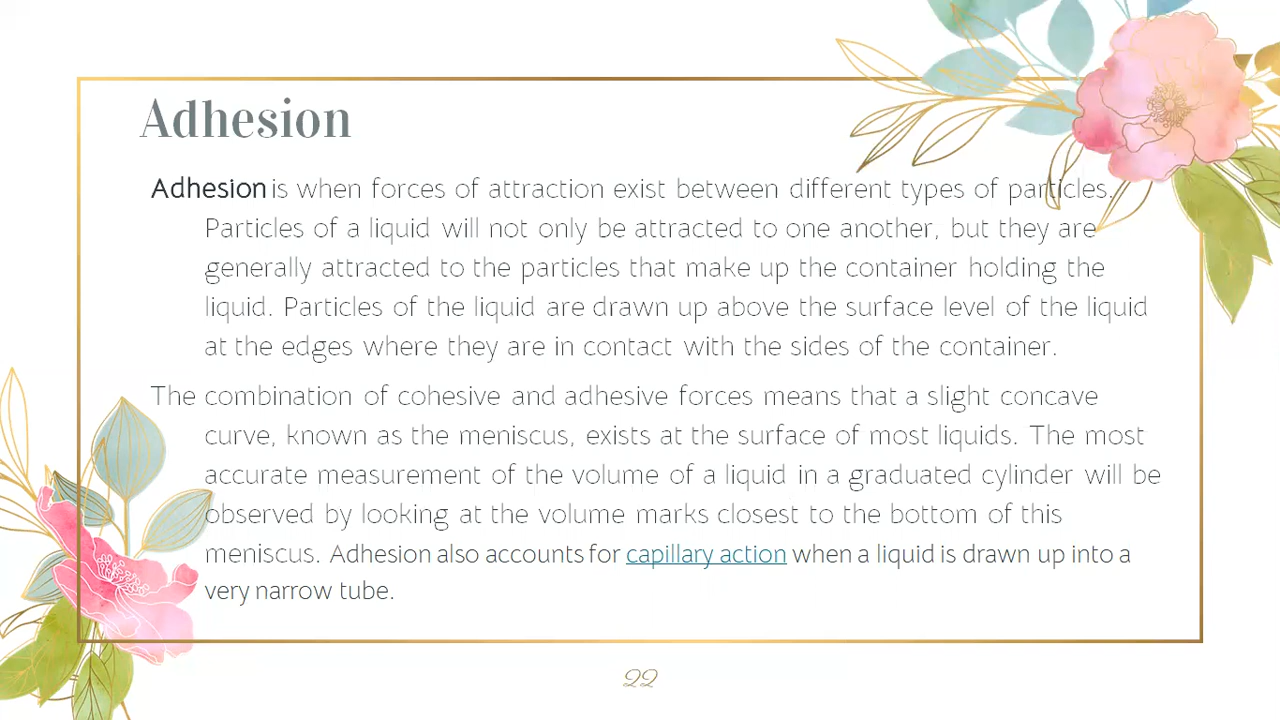 Adhesion
Adhesion is when forces of attraction exist between different types of particles.
Particles of a liquid will not only be attracted to one another, but they are
generally attracted to the particles that make up the container holding the
liquid. Particles of the liquid are drawn up above the surface level of the liquid
at the edges where they are in contact with the sides of the container.
The combination of cohesive and adhesive forces means that a slight concave
curve, known as the meniscus, exists at the surface of most liquids. The most
accurate measurement of the volume of a liquid in a graduated cylinder will be
observed by looking at the volume marks closest to the bottom of this
meniscus. Adhesion also accounts for capillary action when a liquid is drawn up into a
very narrow tube.
22